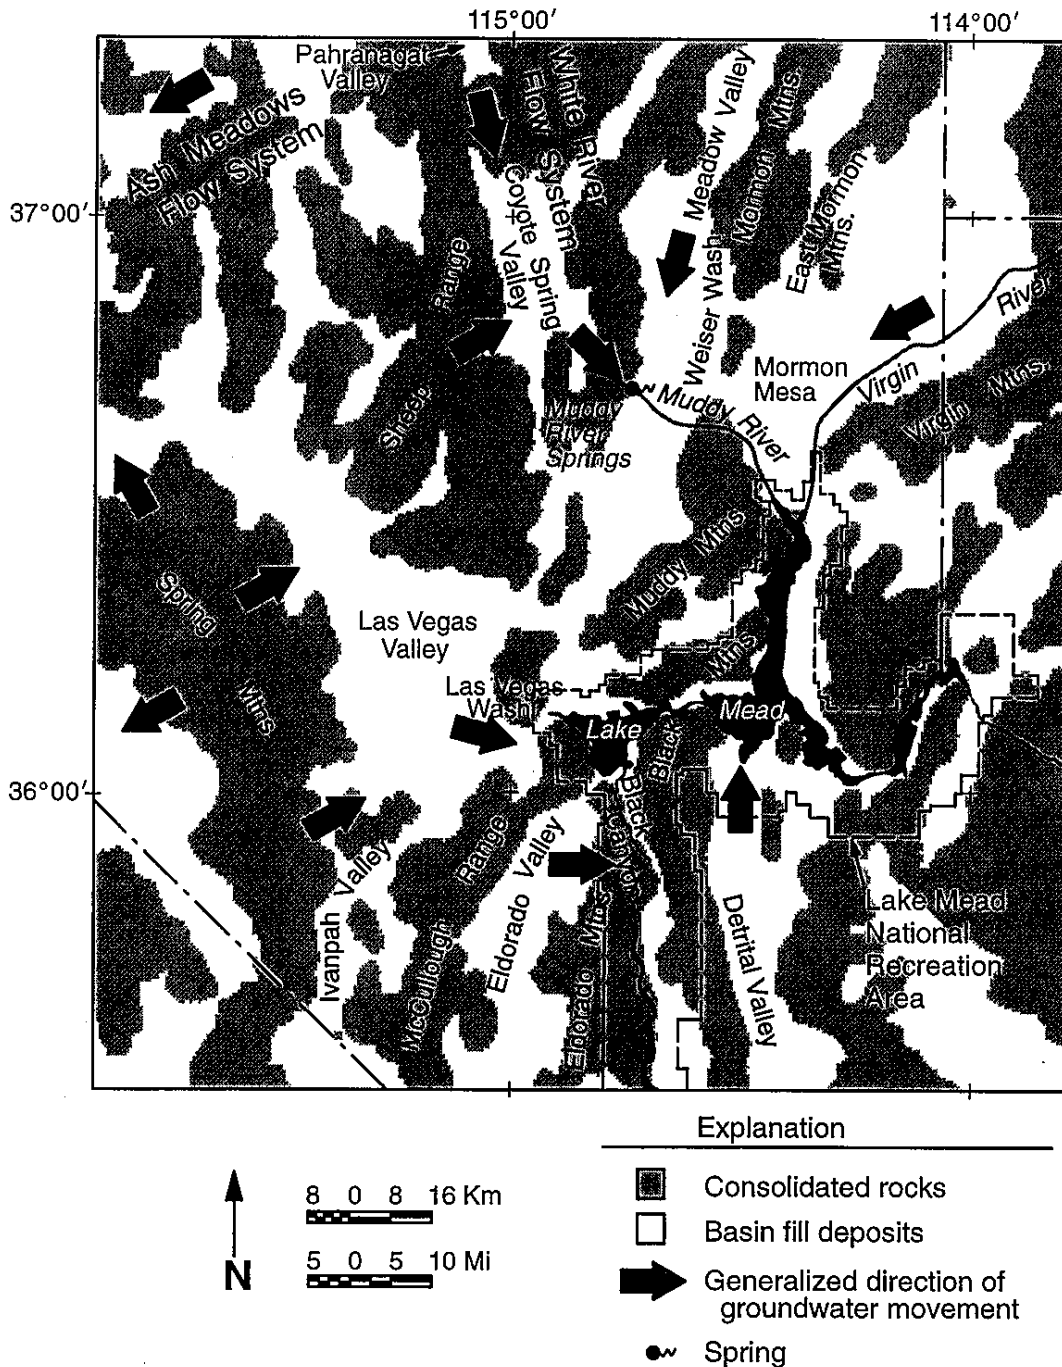 115°00′
114°00′
Pahranagat
Valley
White River
Flow System
Meadow Valley
Mormon Mtns.
Ash Meadows
Flow System
37°00′
Coyote Spring
Valley
East Mormon
Mtns.
Weiser Wash
Sheep Range
River
Mormon
Mesa
Virgin
Virgin Mtns.
Muddy River
Muddy
River
Springs
Muddy Mtns
Spring
Mtns
Las Vegas
Valley
Mtns
Las Vegas
Wash
Lake
Mead
Black
36°00′
Black
Canyon
Range
Valley
Valley
Ivanpah
McCullough
Eldorado
Eldorado Mtns
Detrital Valley
Lake Mead
National
Recreation
Area
Explanation
8 0 8 16 Km
Consolidated rocks
Basin fill deposits
5 0 5 10 Mi
N
Generalized direction of
groundwater movement
Spring